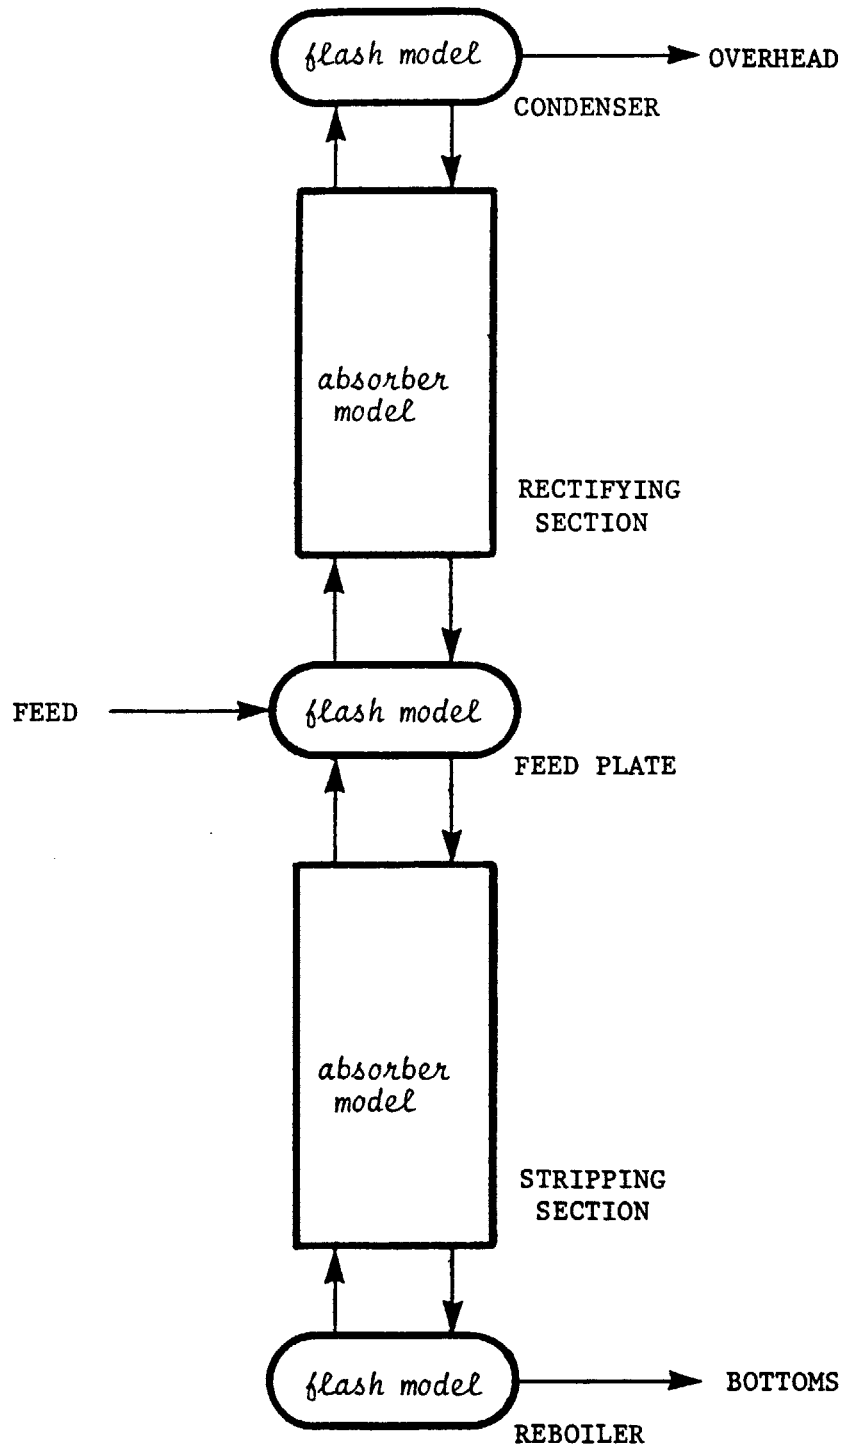 flash model
OVERHEAD
CONDENSER
absorber
model
RECTIFYING
SECTION
FEED
flash model
FEED PLATE
absorber
model
STRIPPING
SECTION
flash model
BOTTOMS
REBOILER